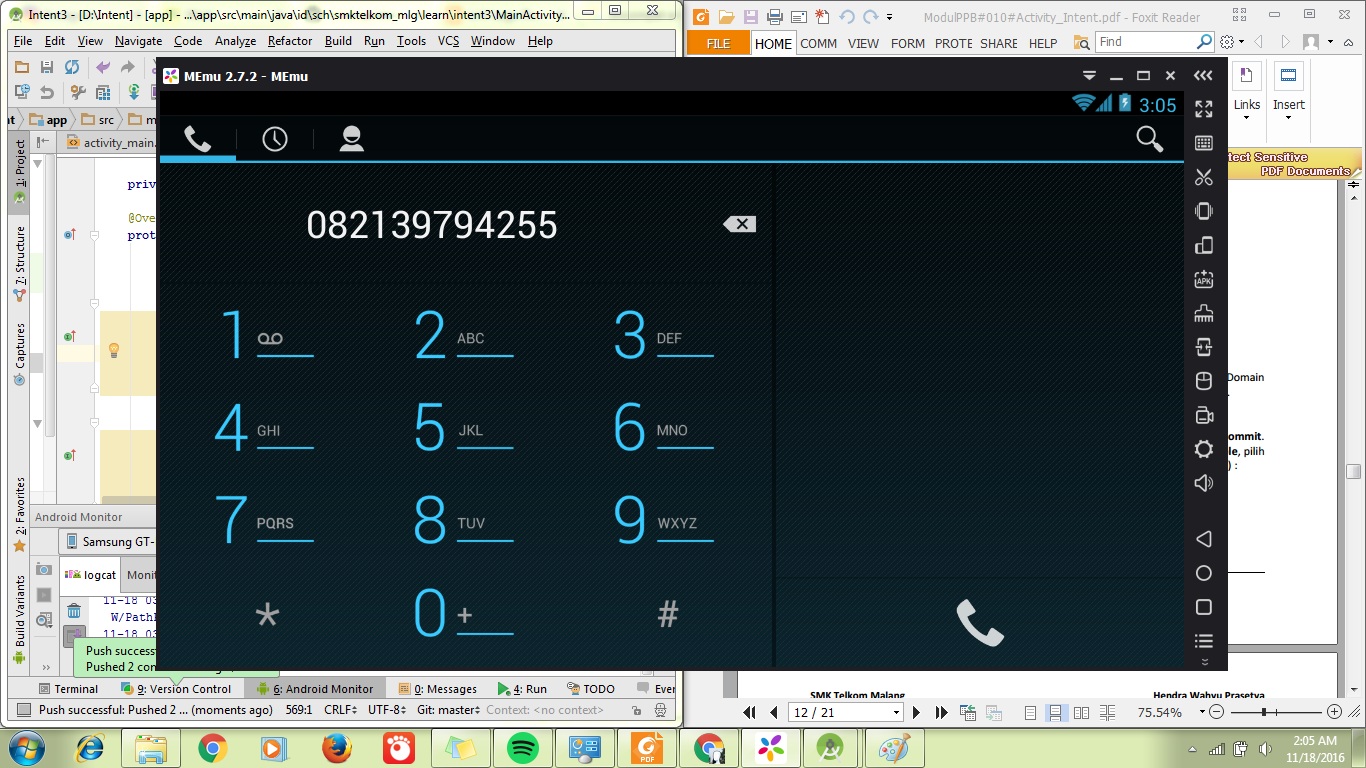 Intent3 - [D:\Intent] - [app] - ...\app\src\main\java\id\sch\smktelkom_mlg\learn\intent3\MainActivity...
File Edit View Navigate Code Analyze Refactor Build Run Tools VCS Window Help
ModulPPB#010#Activity_Intent.pdf - Foxit Reader
FILE HOME COMM VIEW FORM PROTE SHARE HELP Find
MEmu 2.7.2 - MEmu
3:05
Links Insert
app src
activity_main.
1: Project
7: Structure
Captures
2: Favorites
Build Variants
@Ove
082139794255
1
2 ABC
3 DEF
4 GHI
5 JKL
6 MNO
7 PQRS
8 TUV
9 WXYZ
*
0 +
#
APK
tect Sensitive
PDF Documents
Domain
ommit.
le, pilih
) :
Android Monitor
Samsung GT-
logcat Monit
11-18 03
W/Path
11-18 03
Push success
Pushed 2 con
Terminal 9: Version Control 6: Android Monitor 0: Messages 4: Run TODO Ever
Push successful: Pushed 2 ... (moments ago) 569:1 CRLF UTF-8 Git: master Context: <no context>
SMK Telkom Malang Hendra Wahyu Prasetya
12 / 21 75.54%
PDF
2:05 AM
11/18/2016